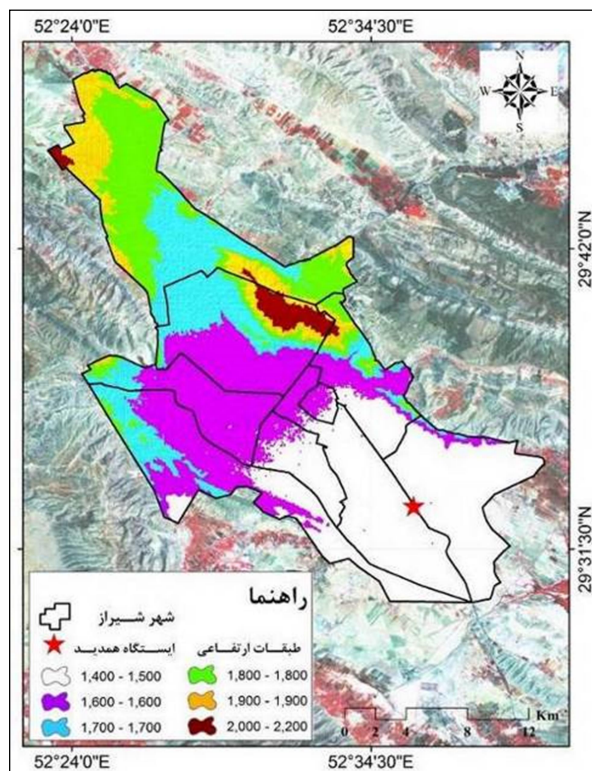 52°24'0"E 52°34'30"E
N
W E
S
29°42'0"N
29°31'30"N
راهنما
شهر شـــیراز
ایستگاه همدید
طبقات ارتفاعی
1,400 - 1,500
1,800 - 1,800
1,600 - 1,600
1,900 - 1,900
1,700 - 1,700
2,000 - 2,200
Km
0 2 4 8 12
52°24'0"E 52°34'30"E